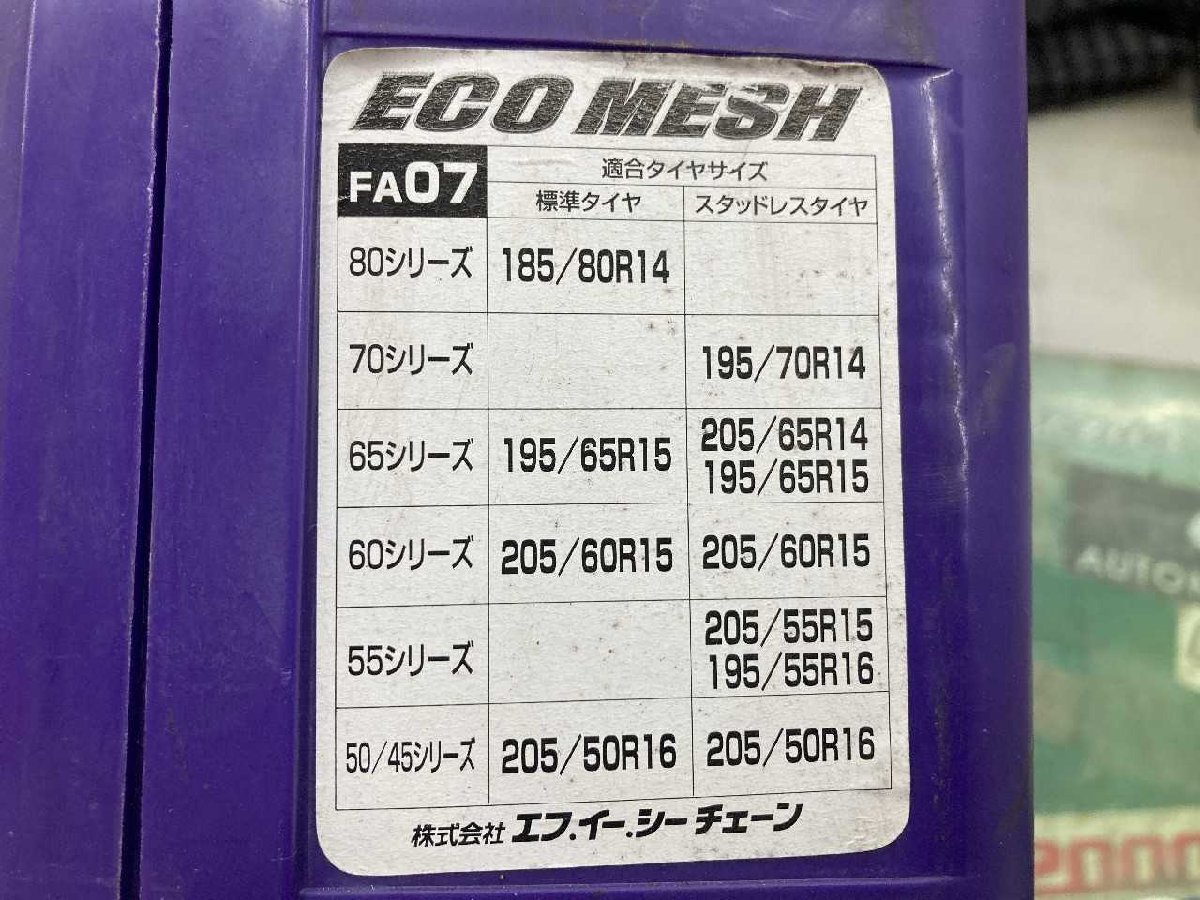 ECO MESH
FA07
適合タイヤサイズ
標準タイヤ スタッドレスタイヤ
80シリーズ 185/80R14
70シリーズ 195/70R14
65シリーズ 195/65R15 205/65R14
195/65R15
60シリーズ 205/60R15 205/60R15
55シリーズ 205/55R15
195/55R16
50/45シリーズ 205/50R16 205/50R16
株式会社 エフ.イー.シー チェーン